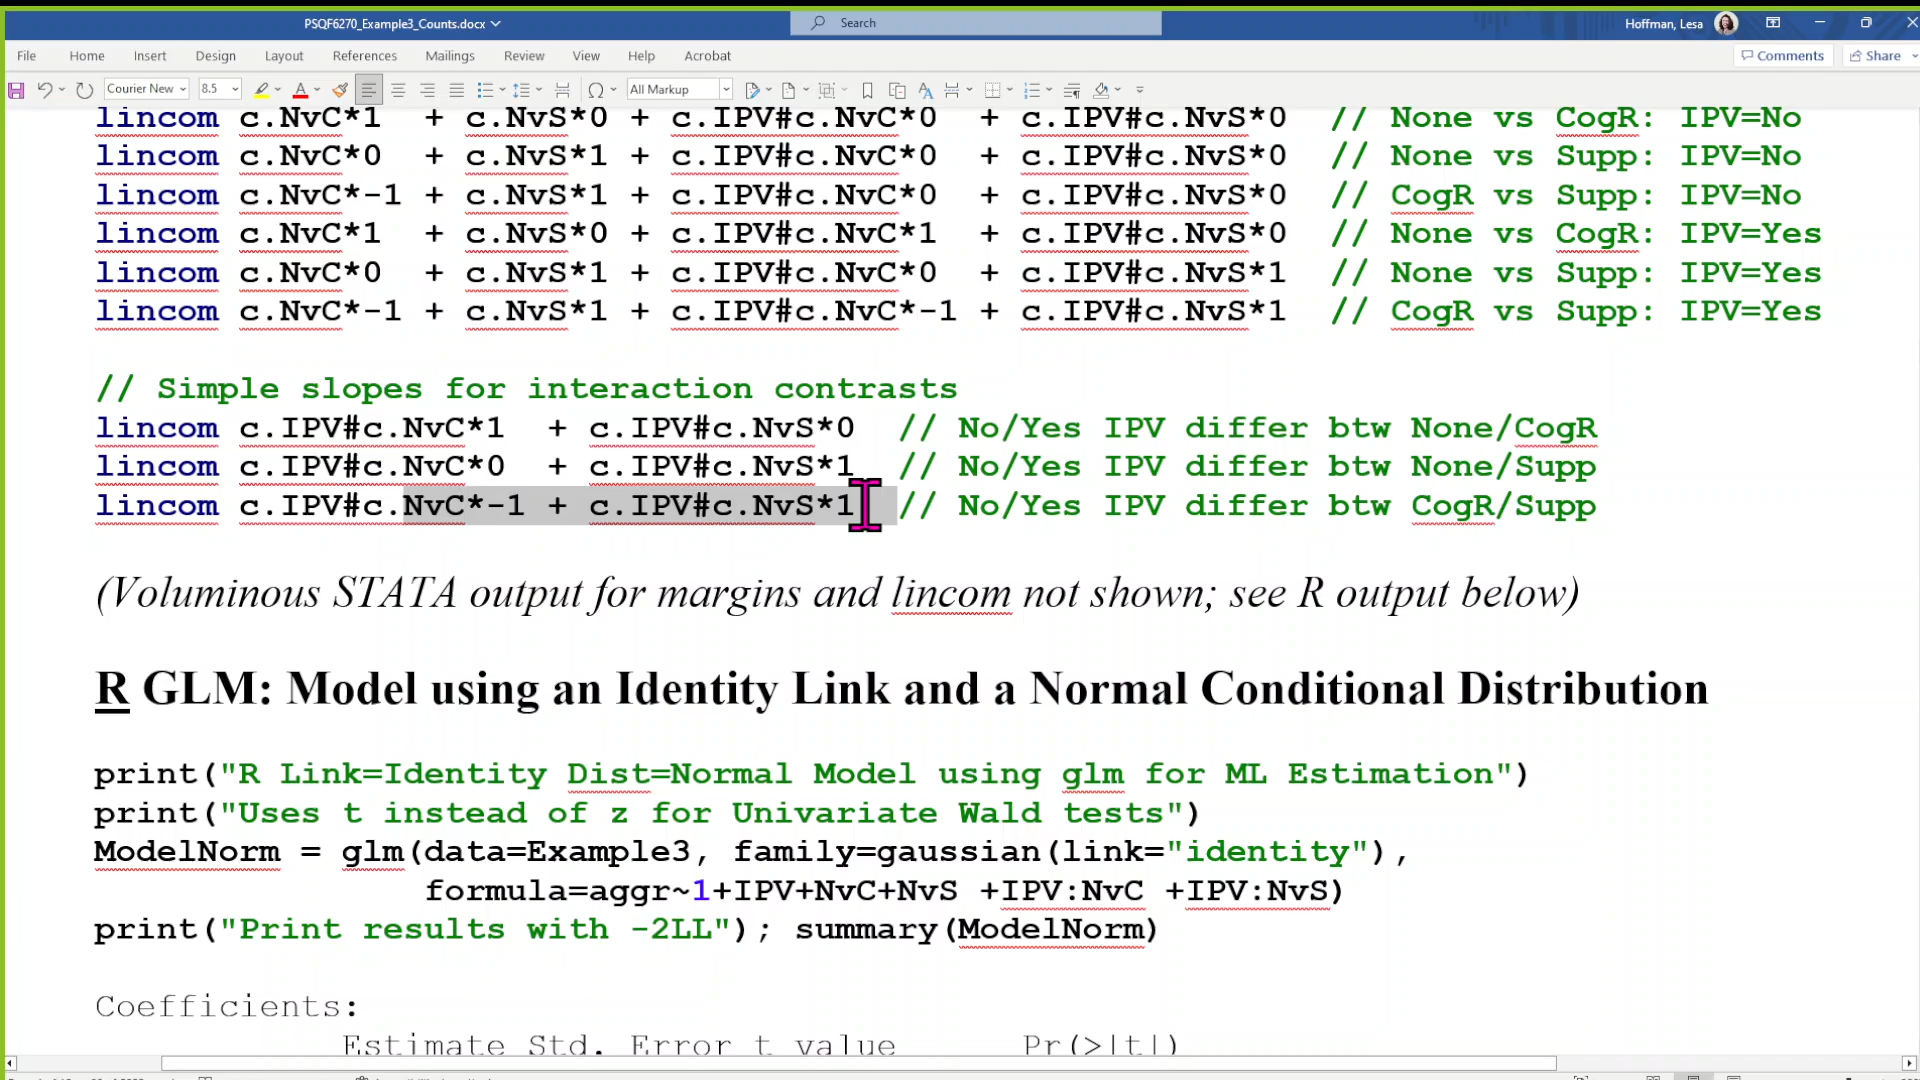 PSQF6270_Example3_Counts.docx
Search
Hoffman, Lesa
File Home Insert Design Layout References Mailings Review View Help Acrobat
Comments Share
Courier New 8.5 All Markup
lincom c.NvC*1 + c.NvS*0 + c.IPV#c.NvC*0 + c.IPV#c.NvS*0 // None vs CogR: IPV=No
lincom c.NvC*0 + c.NvS*1 + c.IPV#c.NvC*0 + c.IPV#c.NvS*0 // None vs Supp: IPV=No
lincom c.NvC*-1 + c.NvS*1 + c.IPV#c.NvC*0 + c.IPV#c.NvS*0 // CogR vs Supp: IPV=No
lincom c.NvC*1 + c.NvS*0 + c.IPV#c.NvC*1 + c.IPV#c.NvS*0 // None vs CogR: IPV=Yes
lincom c.NvC*0 + c.NvS*1 + c.IPV#c.NvC*0 + c.IPV#c.NvS*1 // None vs Supp: IPV=Yes
lincom c.NvC*-1 + c.NvS*1 + c.IPV#c.NvC*-1 + c.IPV#c.NvS*1 // CogR vs Supp: IPV=Yes
// Simple slopes for interaction contrasts
lincom c.IPV#c.NvC*1 + c.IPV#c.NvS*0 // No/Yes IPV differ btw None/CogR
lincom c.IPV#c.NvC*0 + c.IPV#c.NvS*1 // No/Yes IPV differ btw None/Supp
lincom c.IPV#c.NvC*-1 + c.IPV#c.NvS*1 // No/Yes IPV differ btw CogR/Supp
(Voluminous STATA output for margins and lincom not shown; see R output below)
R GLM: Model using an Identity Link and a Normal Conditional Distribution
print("R Link=Identity Dist=Normal Model using glm for ML Estimation")
print("Uses t instead of z for Univariate Wald tests")
ModelNorm = glm(data=Example3, family=gaussian(link="identity"),
formula=aggr~1+IPV+NvC+NvS +IPV:NvC +IPV:NvS)
print("Print results with -2LL"); summary(ModelNorm)
Coefficients:
Estimate Std. Error t value Pr(>|t|)